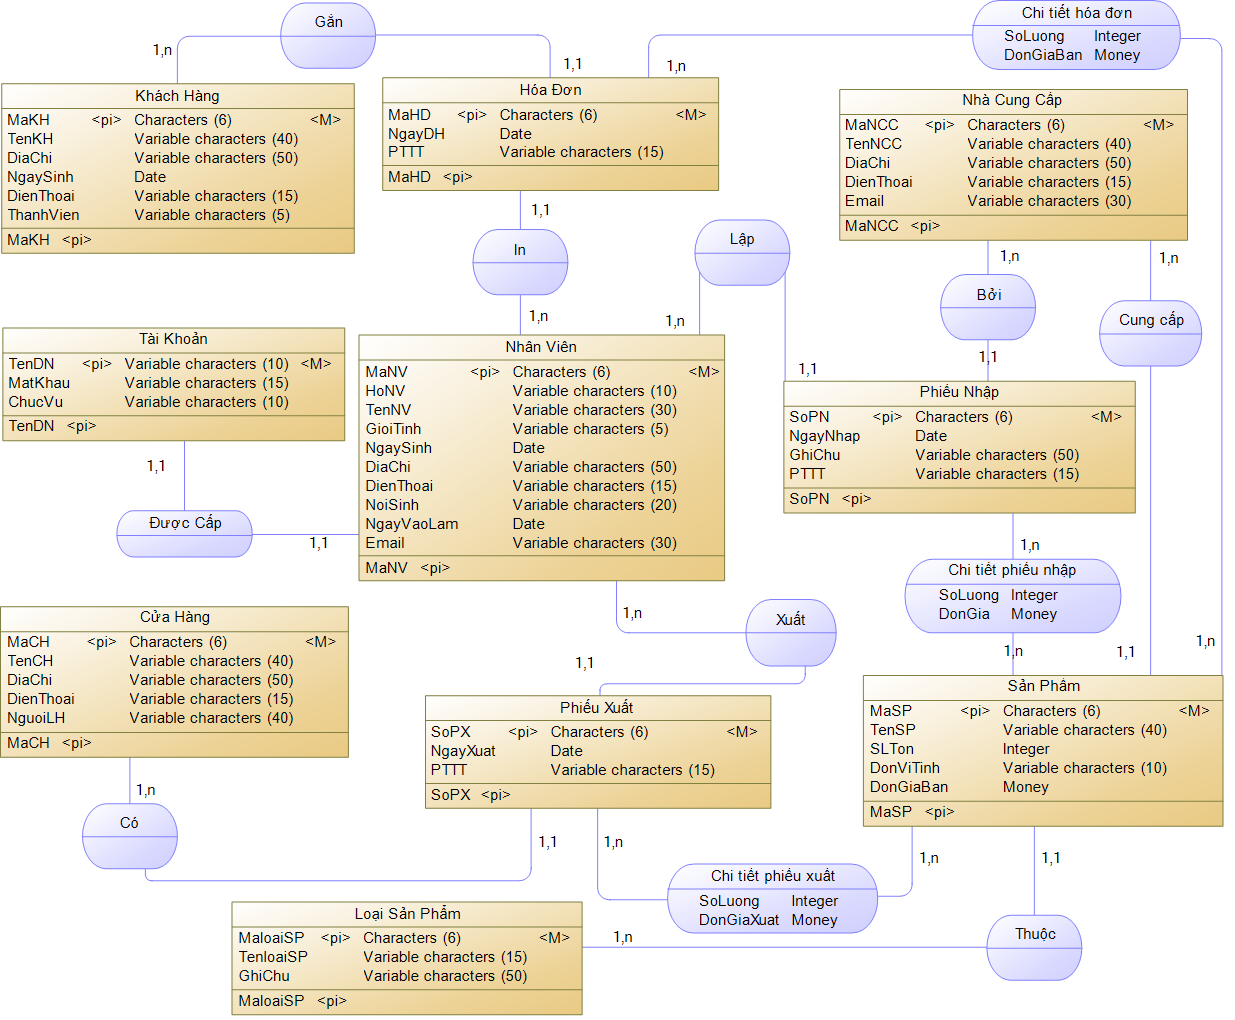 Gắn
1,n
1,1
Chi tiết hóa đơn
SoLuong Integer
DonGiaBan Money
1,n
1,1
Khách Hàng
MaKH <pi> Characters (6) <M>
TenKH Variable characters (40)
DiaChi Variable characters (50)
NgaySinh Date
DienThoai Variable characters (15)
ThanhVien Variable characters (5)
MaKH <pi>
Hóa Đơn
MaHD <pi> Characters (6) <M>
NgayDH Date
PTTT Variable characters (15)
MaHD <pi>
Nhà Cung Cấp
MaNCC <pi> Characters (6) <M>
TenNCC Variable characters (40)
DiaChi Variable characters (50)
DienThoai Variable characters (15)
Email Variable characters (30)
MaNCC <pi>
1,1
In
1,n
Lập
1,n
1,1
1,n
Bởi
1,1
1,n
Cung cấp
1,1
Tài Khoản
TenDN <pi> Variable characters (10) <M>
MatKhau Variable characters (15)
ChucVu Variable characters (10)
TenDN <pi>
Nhân Viên
MaNV <pi> Characters (6) <M>
HoNV Variable characters (10)
TenNV Variable characters (30)
GioiTinh Variable characters (5)
NgaySinh Date
DiaChi Variable characters (50)
DienThoai Variable characters (15)
NoiSinh Variable characters (20)
NgayVaoLam Date
Email Variable characters (30)
MaNV <pi>
Phiếu Nhập
SoPN <pi> Characters (6) <M>
NgayNhap Date
GhiChu Variable characters (50)
PTTT Variable characters (15)
SoPN <pi>
1,1
Được Cấp
1,1
1,n
Chi tiết phiếu nhập
SoLuong Integer
DonGia Money
1,n
1,n
Cửa Hàng
MaCH <pi> Characters (6) <M>
TenCH Variable characters (40)
DiaChi Variable characters (50)
DienThoai Variable characters (15)
NguoiLH Variable characters (40)
MaCH <pi>
1,n
Xuất
1,1
Phiếu Xuất
SoPX <pi> Characters (6) <M>
NgayXuat Date
PTTT Variable characters (15)
SoPX <pi>
Sản Phẩm
MaSP <pi> Characters (6) <M>
TenSP Variable characters (40)
SLTon Integer
DonViTinh Variable characters (10)
DonGiaBan Money
MaSP <pi>
1,n
Có
1,1
1,n
Chi tiết phiếu xuất
SoLuong Integer
DonGiaXuat Money
1,n
1,1
Loại Sản Phẩm
MaloaiSP <pi> Characters (6) <M>
TenloaiSP Variable characters (15)
GhiChu Variable characters (50)
MaloaiSP <pi>
1,n
Thuộc